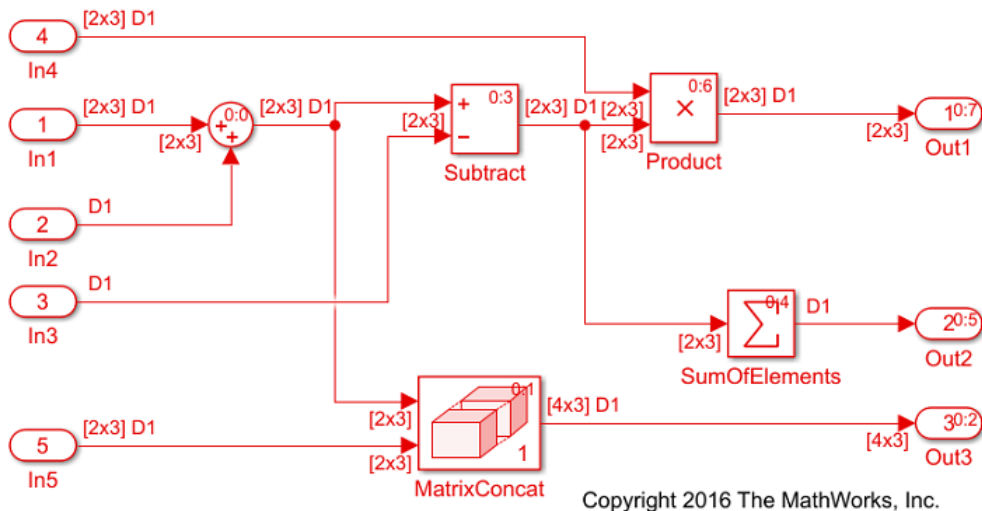 [2x3] D1
4
In4
[2x3] D1
1
In1
[2x3]
0:0
[2x3] D1
D1
2
In2
D1
3
In3
[2x3] D1
5
In5
[2x3]
0:3
Subtract
[2x3] D1
[2x3]
[2x3]
0:6
Product
[2x3] D1
[2x3]
1 0:7
Out1
[2x3]
0:4
SumOfElements
D1
2 0:5
Out2
[2x3]
[2x3]
0:1
1
MatrixConcat
[4x3] D1
[4x3]
3 0:2
Out3
Copyright 2016 The MathWorks, Inc.